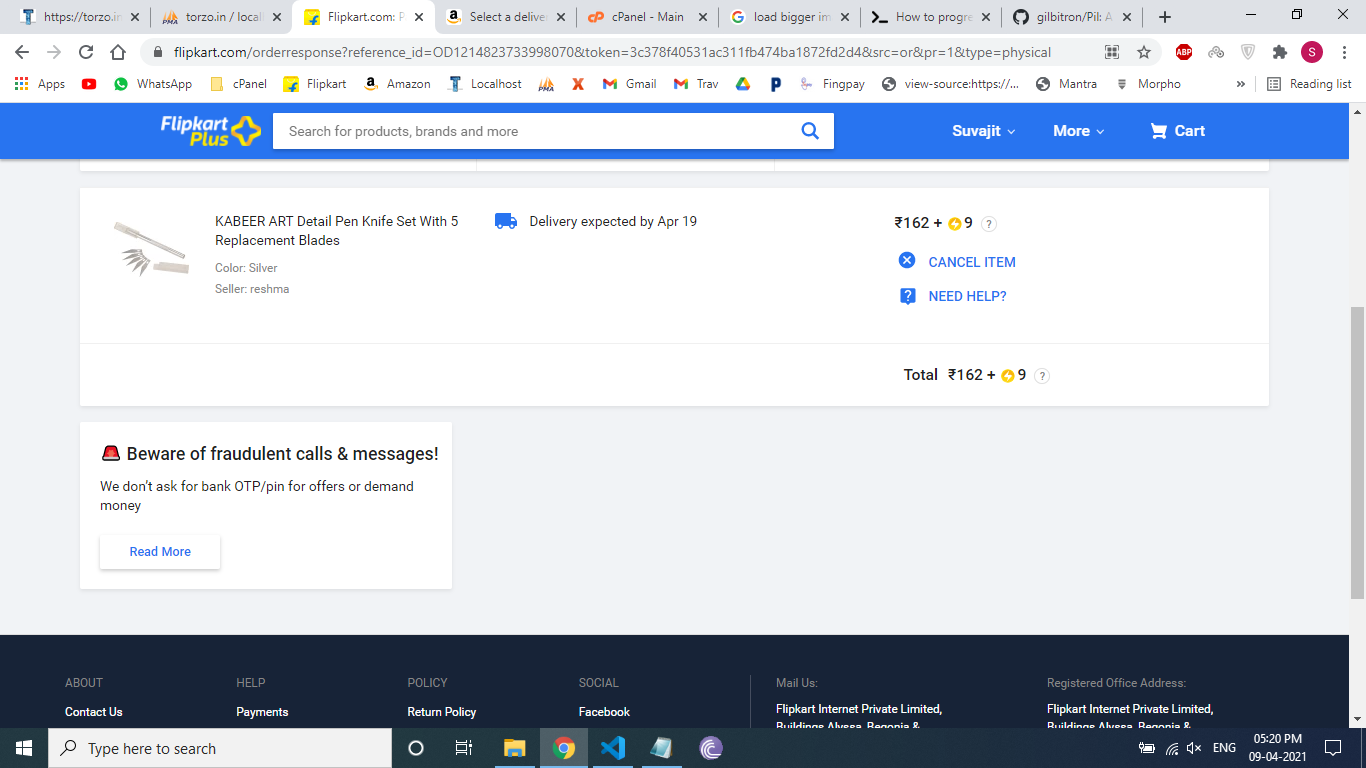 https://torzo.in
torzo.in / locall
Flipkart.com: P
Select a delive
cPanel - Main
load bigger im
How to progre
gilbitron/Pil: A
flipkart.com/orderresponse?reference_id=OD121482373399807&token=3c378f40531ac311fb474ba1872fd2d4&src=or&pr=1&type=physical
ABP
S
Apps
WhatsApp
cPanel
Flipkart
Amazon
Localhost
Gmail
Trav
Fingpay
view-source:https://...
Mantra
Morpho
»
Reading list
Flipkart
Plus
Search for products, brands and more
Suvajit
More
Cart
KABEER ART Detail Pen Knife Set With 5
Replacement Blades
Color: Silver
Seller: reshma
Delivery expected by Apr 19
₹162 + 9 ?
CANCEL ITEM
NEED HELP?
Total ₹162 + 9 ?
Beware of fraudulent calls & messages!
We don't ask for bank OTP/pin for offers or demand
money
Read More
ABOUT
Contact Us
HELP
Payments
POLICY
Return Policy
SOCIAL
Facebook
Mail Us:
Flipkart Internet Private Limited,
Buildings Alyssa, Begonia &
Registered Office Address:
Flipkart Internet Private Limited,
Buildings Alyssa, Begonia &
Type here to search
ENG
05:20 PM
09-04-2021